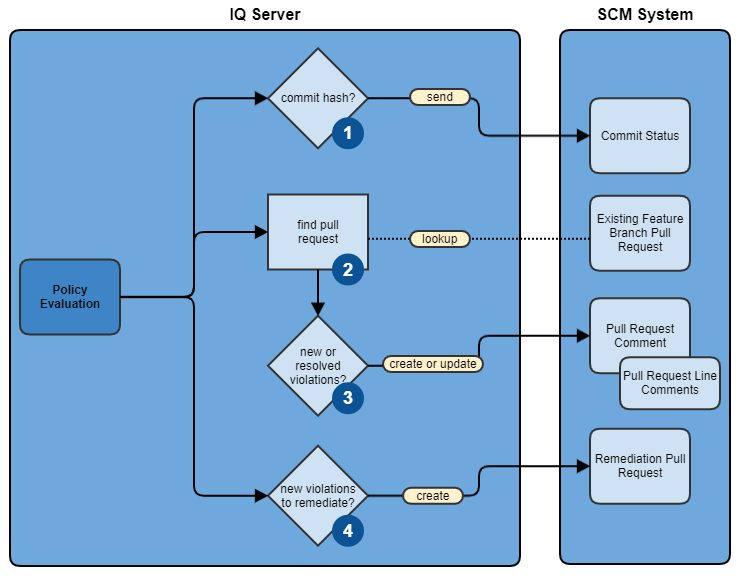 IQ Server
SCM System
commit hash?
1
send
Commit Status
find pull
request
2
lookup
Existing Feature
Branch Pull
Request
Policy
Evaluation
new or
resolved
violations?
3
create or update
Pull Request
Comment
Pull Request Line
Comments
new violations
to remediate?
4
create
Remediation Pull
Request